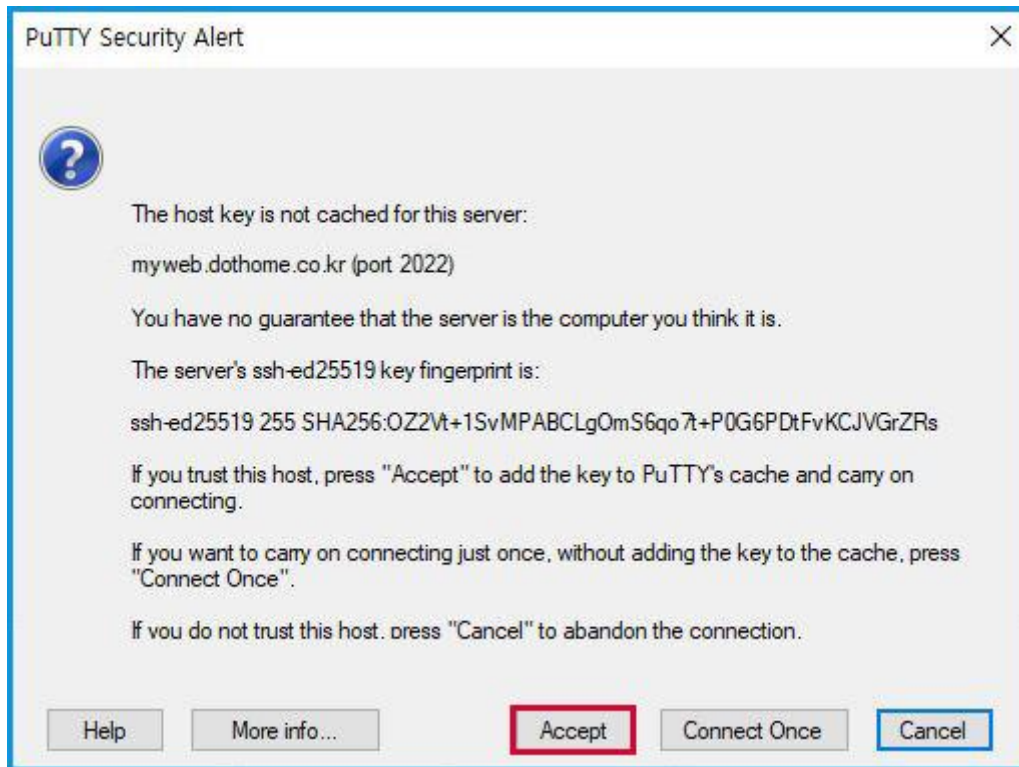 PuTTY Security Alert
The host key is not cached for this server:
myweb.dothome.co.kr (port 2022)
You have no guarantee that the server is the computer you think it is.
The server's ssh-ed25519 key fingerprint is:
ssh-ed25519 255 SHA256:OZ2Vt+1SvMPABCLgOmS6qo7t+P0G6PDtFvKCJVGrZRs
If you trust this host, press "Accept" to add the key to PuTTY's cache and carry on
connecting.
If you want to carry on connecting just once, without adding the key to the cache, press
"Connect Once".
If you do not trust this host, press "Cancel" to abandon the connection.
Help More info... Accept Connect Once Cancel